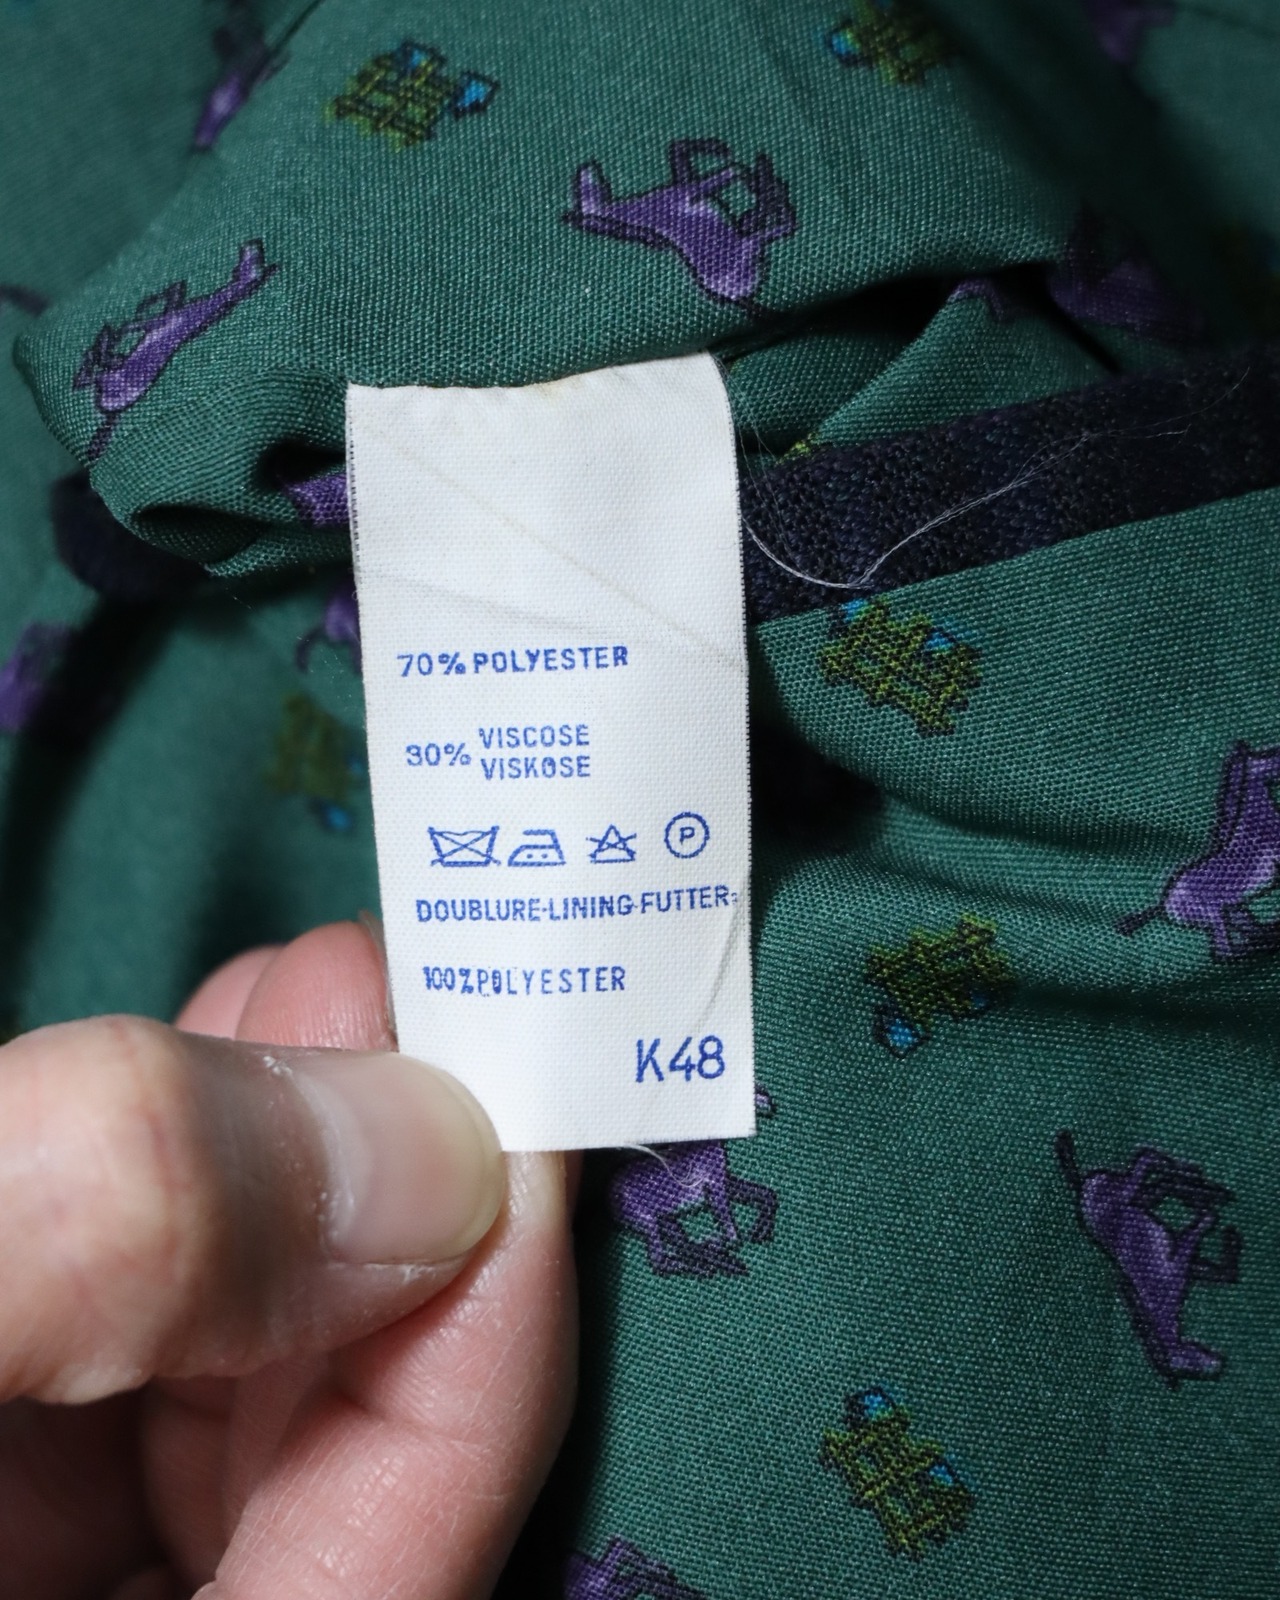 70% POLYESTER
30% VISCOSE
VISKOSE
P
DOUBLURE-LINING-FUTTER:
100% POLYESTER
K48